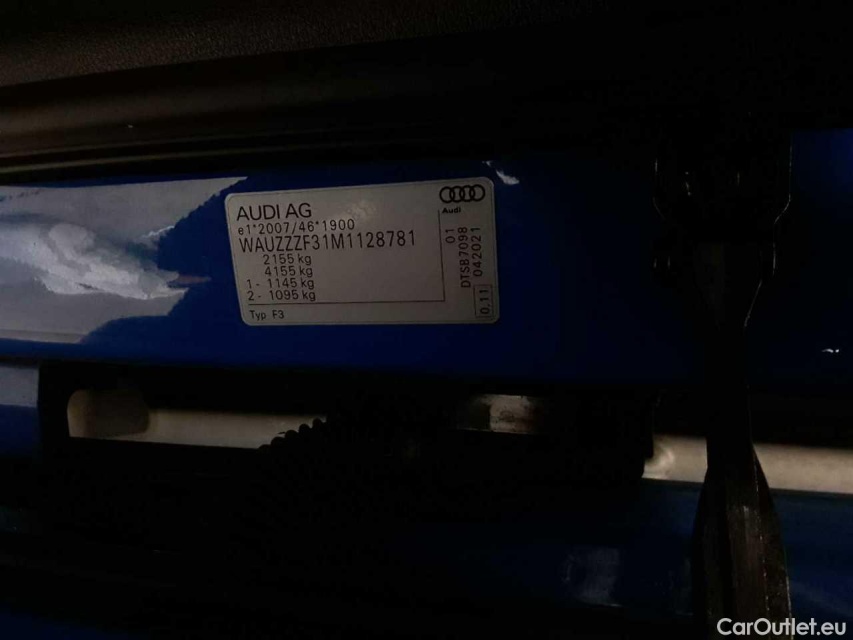 AUDI AG
Audi
e1*2007/46*1900
WAUZZZF31M1128781
2155 kg
4155 kg
1- 1145 kg
2- 1095 kg
Typ F3
01
DTSB7098
042021
0,11
CarOutlet.eu